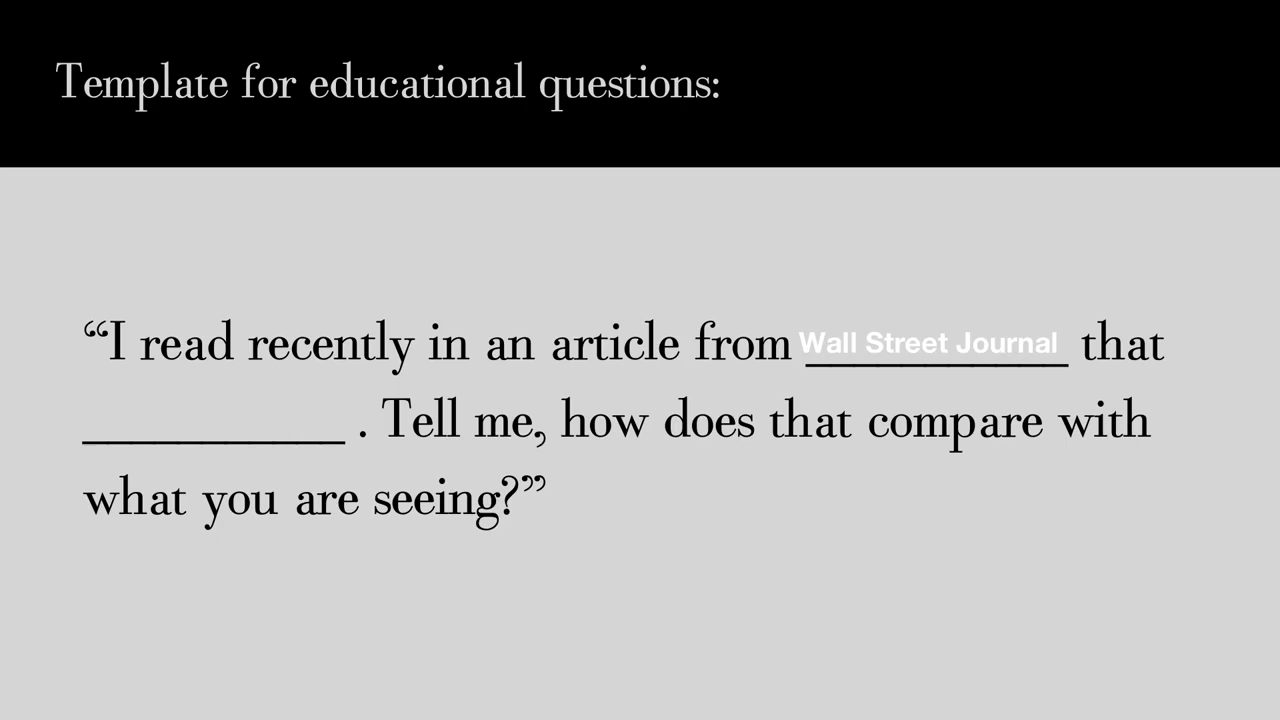 Template for educational questions:
“I read recently in an article from Wall Street Journal that
___________ . Tell me, how does that compare with
what you are seeing?”